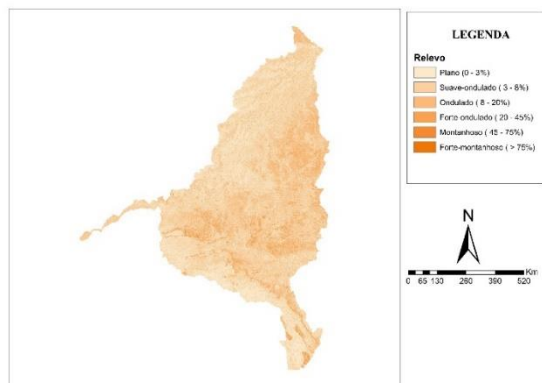 LEGENDA
Relevo
Plano (0 - 3%)
Suave-ondulado ( 3 - 8%)
Ondulado ( 8 - 20%)
Forte ondulado ( 20 - 45%)
Montanhoso ( 45 - 75%)
Forte-montanhoso ( > 75%)
N
Km
0 65 130 260 390 520